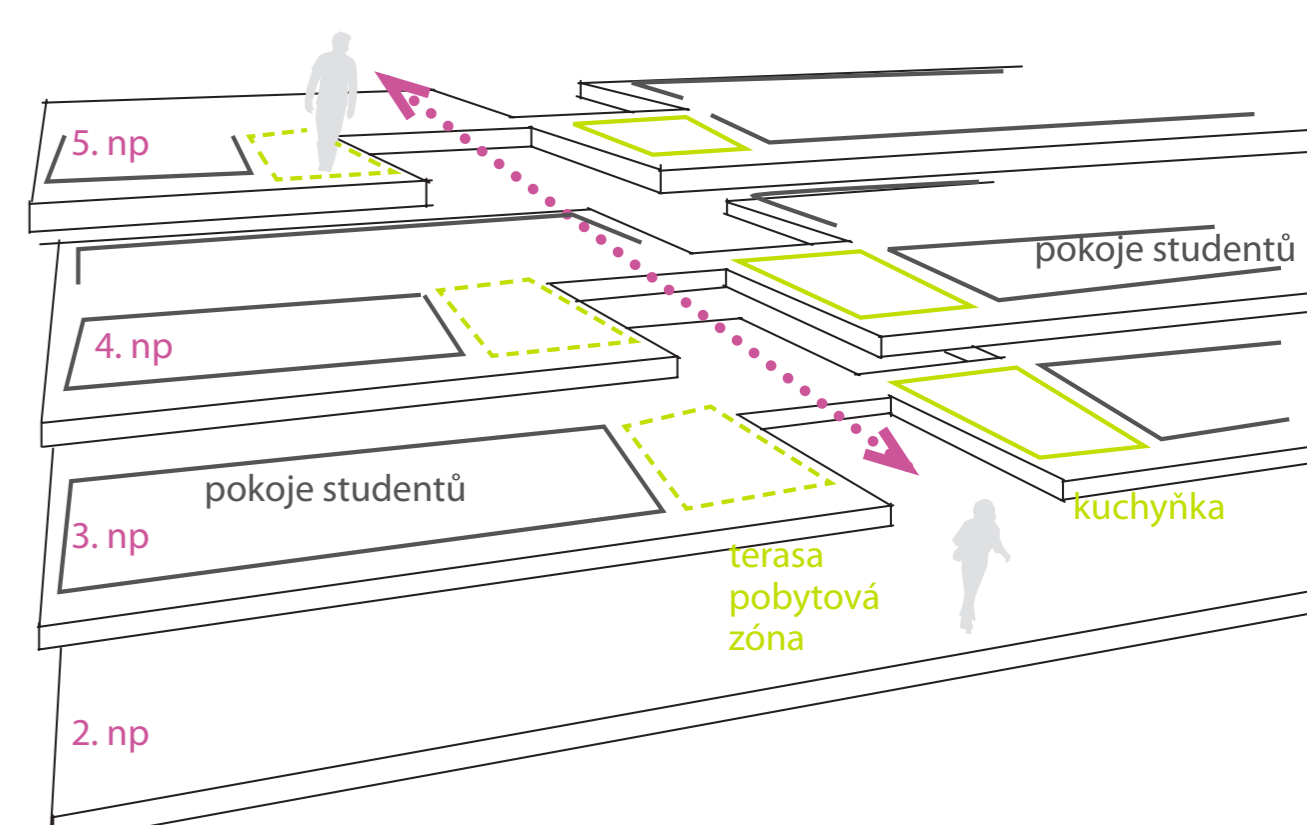 5. np
pokoje studentů
4. np
pokoje studentů
kuchyňka
3. np
terasa
pobytová
zóna
2. np